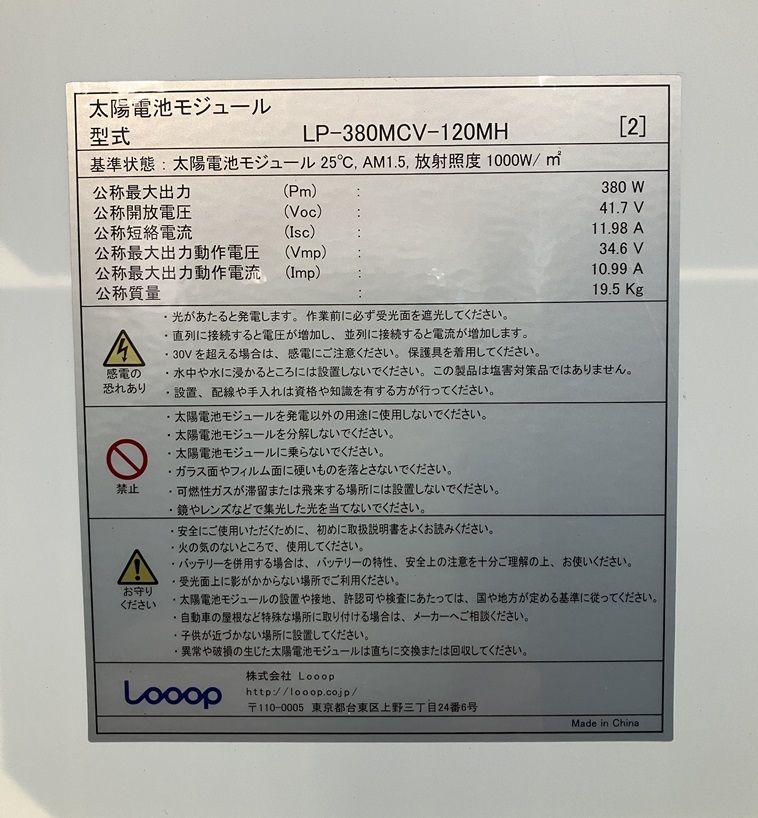 太陽電池モジュール
型式 LP-380MCV-120MH [2]
基準状態 : 太陽電池モジュール 25℃, AM1.5, 放射照度 1000W/ ㎡
公称最大出力 (Pm) : 380 W
公称開放電圧 (Voc) : 41.7 V
公称短絡電流 (Isc) : 11.98 A
公称最大出力動作電圧 (Vmp) : 34.6 V
公称最大出力動作電流 (Imp) : 10.99 A
公称質量 : 19.5 Kg
・光があたると発電します。作業前に必ず受光面を遮光してください。
・直列に接続すると電圧が増加し、並列に接続すると電流が増加します。
・30Vを超える場合は、感電にご注意ください。保護具を着用してください。
・水中や水に浸かるところには設置しないでください。この製品は塩害対策品ではありません。
・設置、配線や手入れは資格や知識を有する方が行ってください。
感電の
恐れあり
・太陽電池モジュールを発電以外の用途に使用しないでください。
・太陽電池モジュールを分解しないでください。
・太陽電池モジュールに乗らないでください。
・ガラス面やフィルム面に硬いものを落とさないでください。
・可燃性ガスが滞留または飛来する場所には設置しないでください。
・鏡やレンズなどで集光した光を当てないでください。
禁止
・安全にご使用いただくために、初めに取扱説明書をよくお読みください。
・火の気のないところで、使用してください。
・バッテリーを併用する場合は、バッテリーの特性、安全上の注意を十分ご理解の上、お使いください。
・受光面上に影がかからない場所でご利用ください。
・太陽電池モジュールの設置や接地、許認可や検査にあたっては、国や地方が定める基準に従ってください。
・自動車の屋根など特殊な場所に取り付ける場合は、メーカーへご相談ください。
・子供が近づかない場所に設置してください。
・異常や破損の生じた太陽電池モジュールは直ちに交換または回収してください。
お守り
ください
Looop
株式会社 Looop
http://looop.co.jp/
〒110-0005 東京都台東区上野三丁目24番6号
Made in China